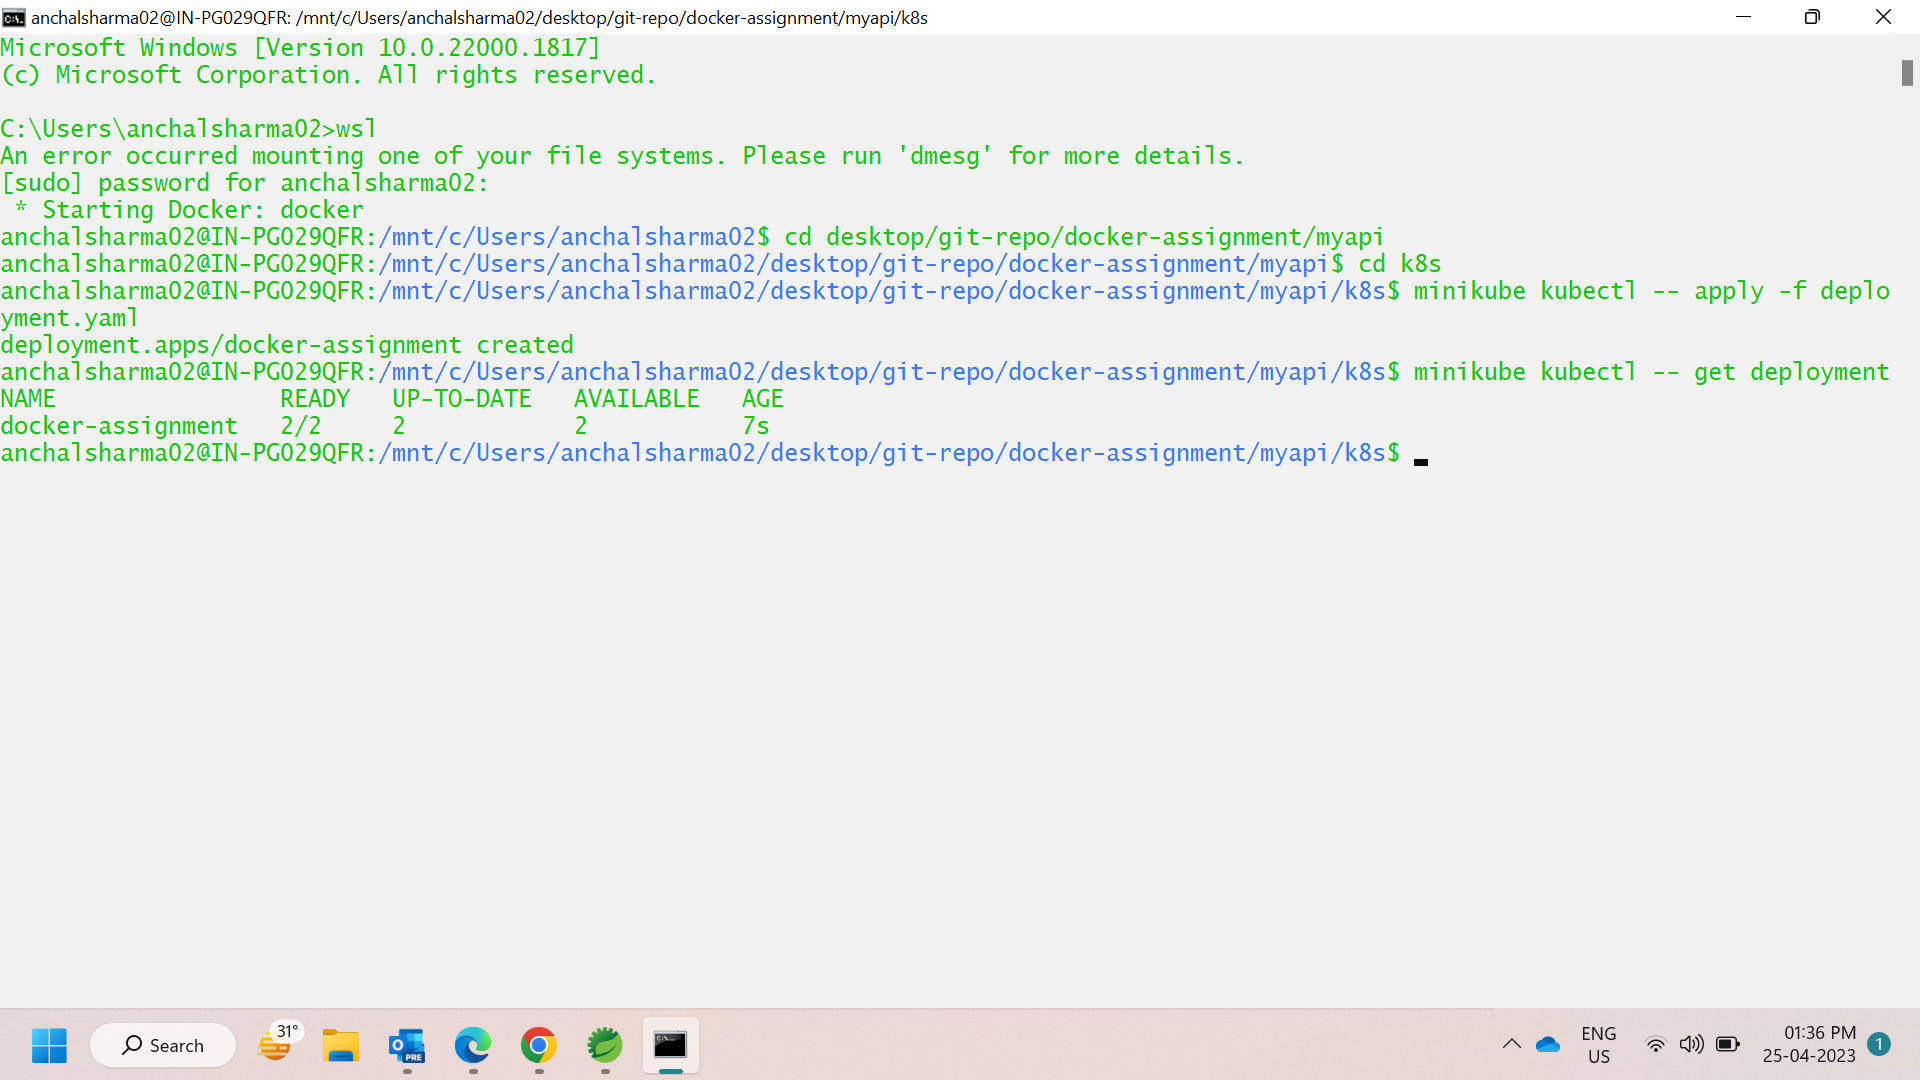 anchalsharma02@IN-PG029QFR: /mnt/c/Users/anchalsharma02/desktop/git-repo/docker-assignment/myapi/k8s
Microsoft Windows [Version 10.0.22000.1817]
(c) Microsoft Corporation. All rights reserved.
C:\Users\anchalsharma02>wsl
An error occurred mounting one of your file systems. Please run 'dmesg' for more details.
[sudo] password for anchalsharma02:
 * Starting Docker: docker
anchalsharma02@IN-PG029QFR:/mnt/c/Users/anchalsharma02$ cd desktop/git-repo/docker-assignment/myapi
anchalsharma02@IN-PG029QFR:/mnt/c/Users/anchalsharma02/desktop/git-repo/docker-assignment/myapi$ cd k8s
anchalsharma02@IN-PG029QFR:/mnt/c/Users/anchalsharma02/desktop/git-repo/docker-assignment/myapi/k8s$ minikube kubectl -- apply -f deplo
yment.yaml
deployment.apps/docker-assignment created
anchalsharma02@IN-PG029QFR:/mnt/c/Users/anchalsharma02/desktop/git-repo/docker-assignment/myapi/k8s$ minikube kubectl -- get deployment
NAME                READY   UP-TO-DATE   AVAILABLE   AGE
docker-assignment   2/2     2            2           7s
anchalsharma02@IN-PG029QFR:/mnt/c/Users/anchalsharma02/desktop/git-repo/docker-assignment/myapi/k8s$
Search
31°
PRE
ENG
US
01:36 PM
25-04-2023
1